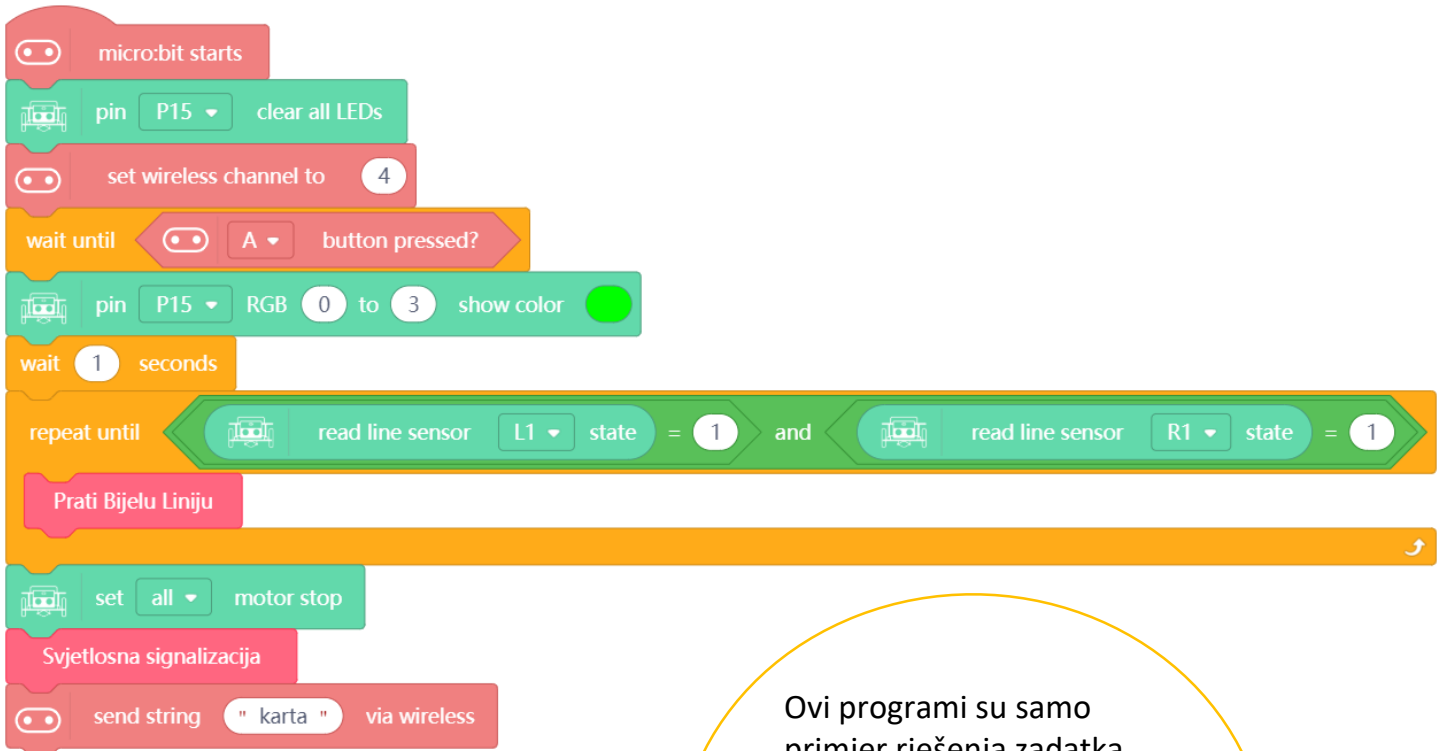 micro:bit starts
pin P15 clear all LEDs
set wireless channel to 4
wait until A button pressed?
pin P15 RGB 0 to 3 show color
wait 1 seconds
repeat until read line sensor L1 state = 1 and read line sensor R1 state = 1
Prati Bijelu Liniju
set all motor stop
Svjetlosna signalizacija
send string " karta " via wireless
Ovi programi su samo
primjer rješenja zadatka